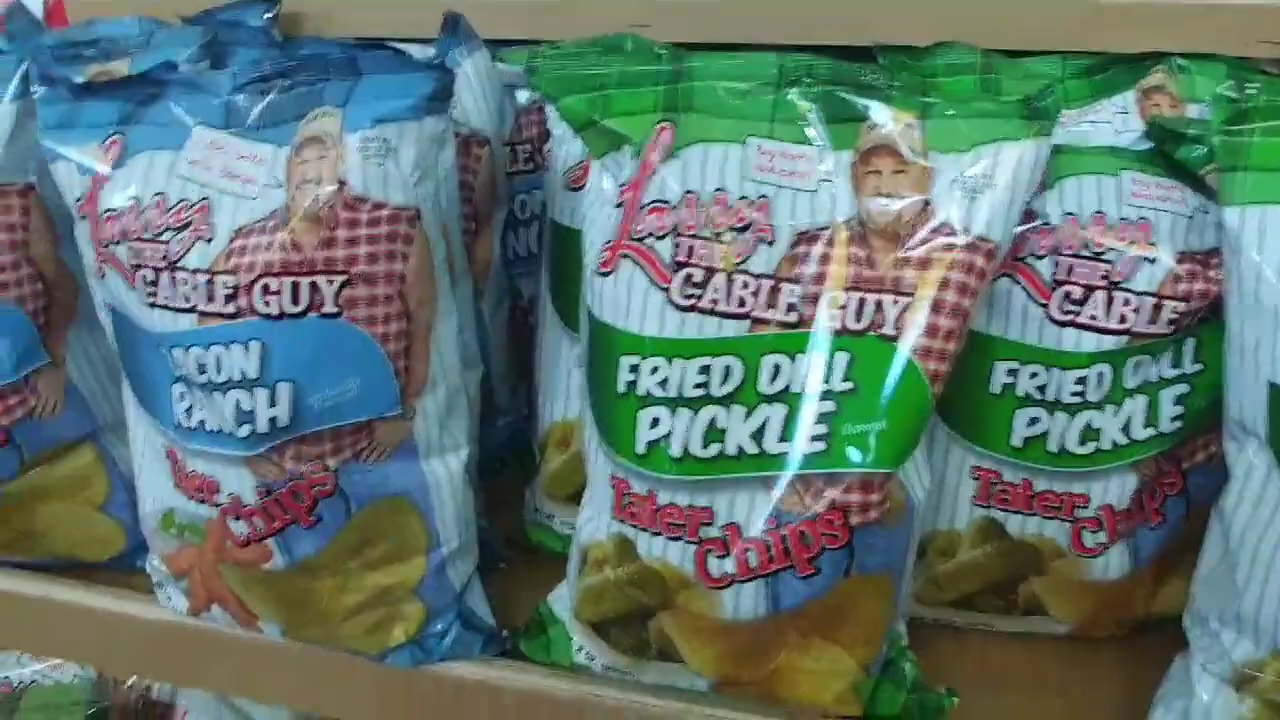 Larry
THE
CABLE GUY
BACON
RANCH
Tater
Chips
Larry
THE
CABLE GUY
FRIED DILL
PICKLE
Tater
Chips
Larry
THE
CABLE
FRIED DILL
PICKLE
Tater
Chips